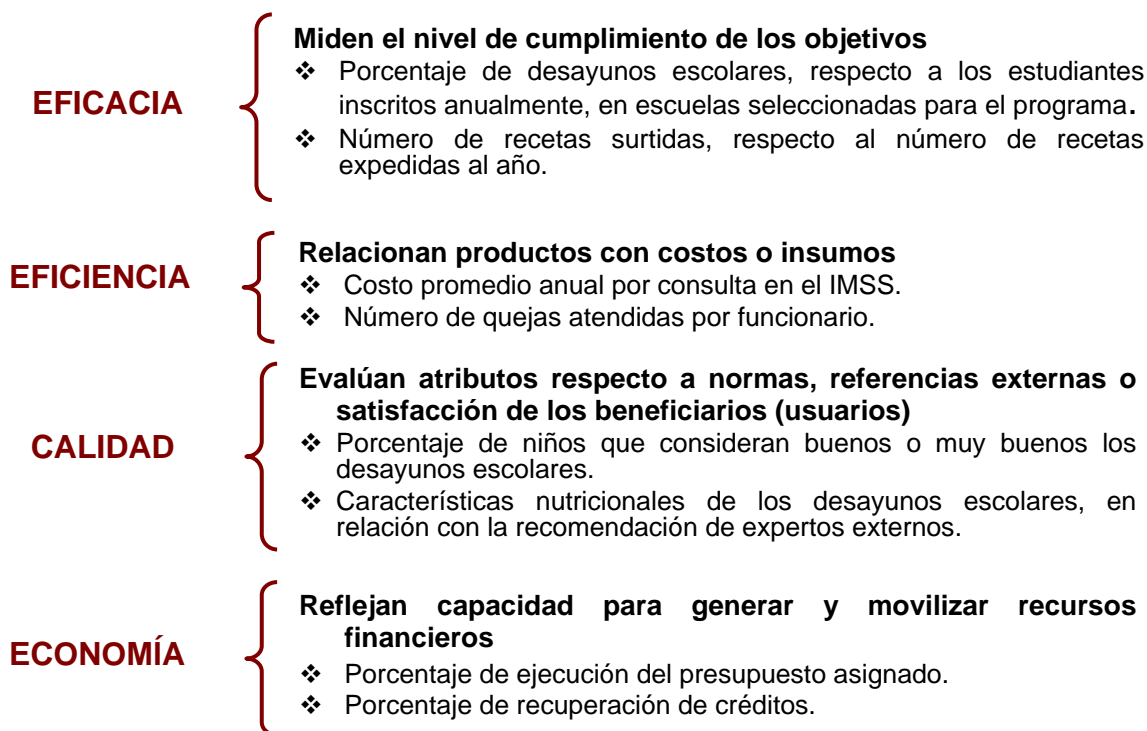 EFICACIA
Miden el nivel de cumplimiento de los objetivos
❖ Porcentaje de desayunos escolares, respecto a los estudiantes
inscritos anualmente, en escuelas seleccionadas para el programa.
❖ Número de recetas surtidas, respecto al número de recetas
expedidas al año.
EFICIENCIA
Relacionan productos con costos o insumos
❖ Costo promedio anual por consulta en el IMSS.
❖ Número de quejas atendidas por funcionario.
CALIDAD
Evalúan atributos respecto a normas, referencias externas o
satisfacción de los beneficiarios (usuarios)
❖ Porcentaje de niños que consideran buenos o muy buenos los
desayunos escolares.
❖ Características nutricionales de los desayunos escolares, en
relación con la recomendación de expertos externos.
ECONOMÍA
Reflejan capacidad para generar y movilizar recursos
financieros
❖ Porcentaje de ejecución del presupuesto asignado.
❖ Porcentaje de recuperación de créditos.